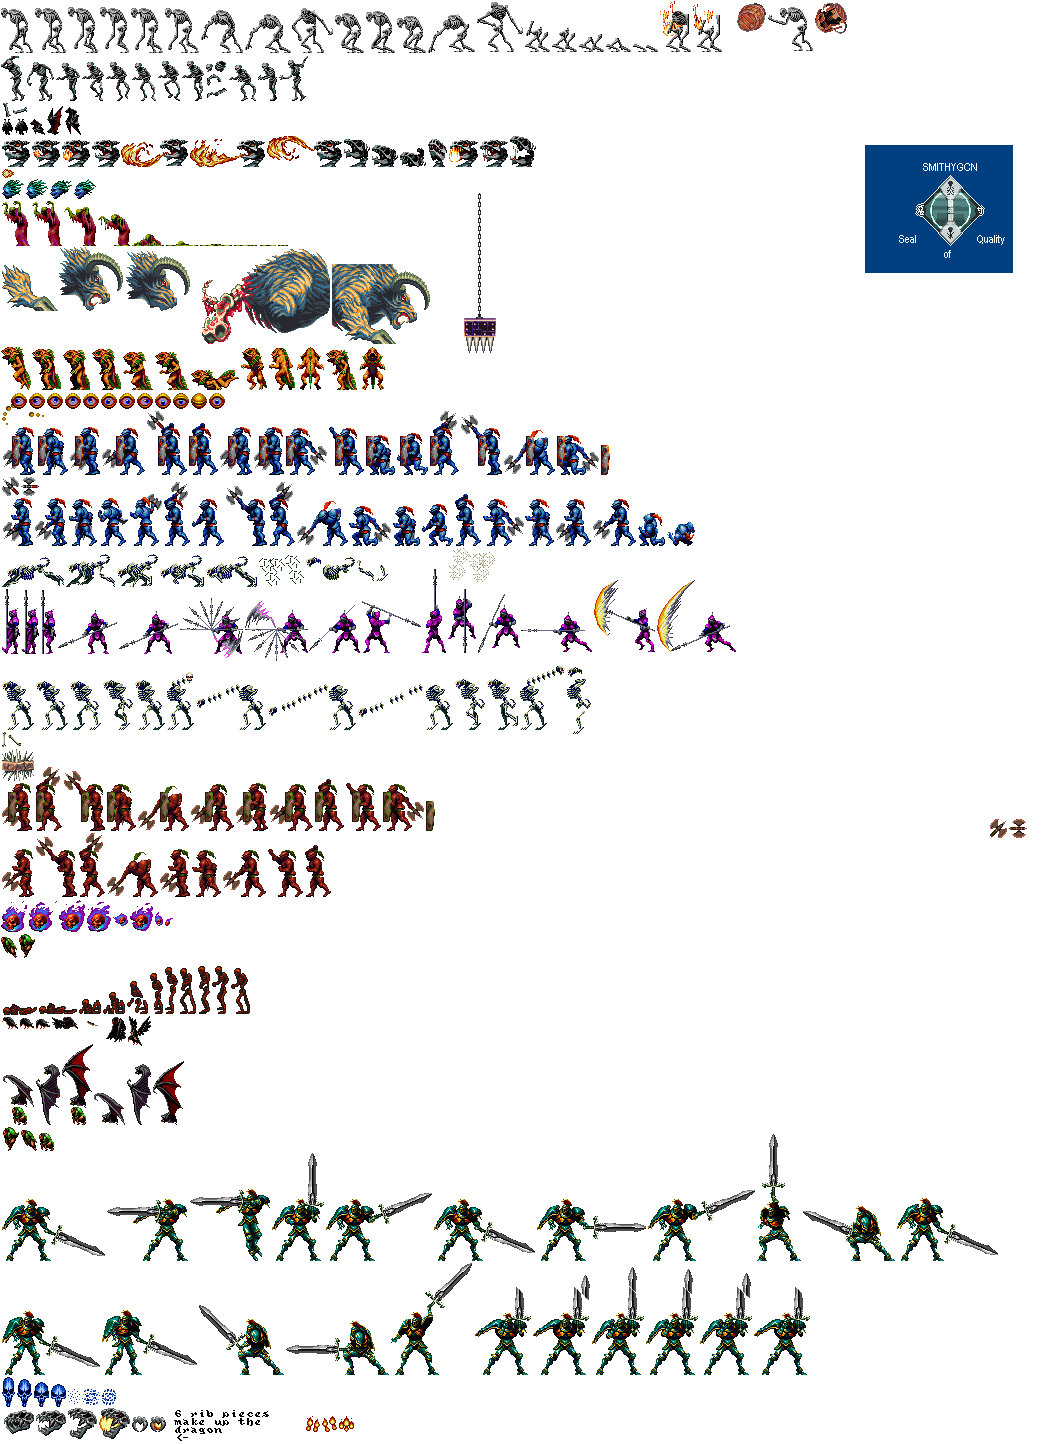 SMITHYGCN
Seal
Quality
of
6 rib pieces
make up the
dragon
<-